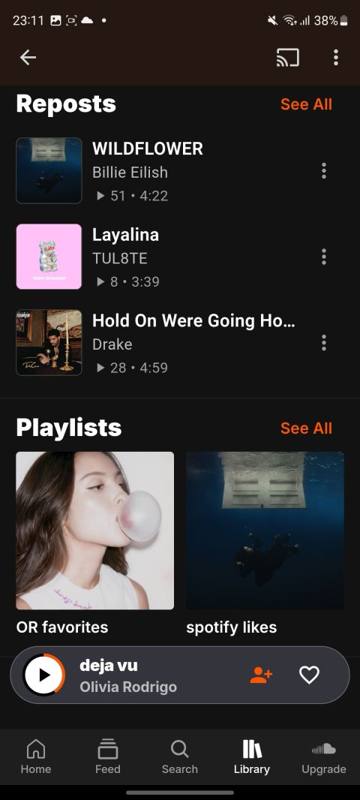 23:11
38%
Reposts
See All
WILDFLOWER
Billie Eilish
51 • 4:22
Layalina
TUL8TE
8 • 3:39
Hold On Were Going Ho...
Drake
28 • 4:59
Playlists
See All
OR favorites
spotify likes
deja vu
Olivia Rodrigo
Home
Feed
Search
Library
Upgrade